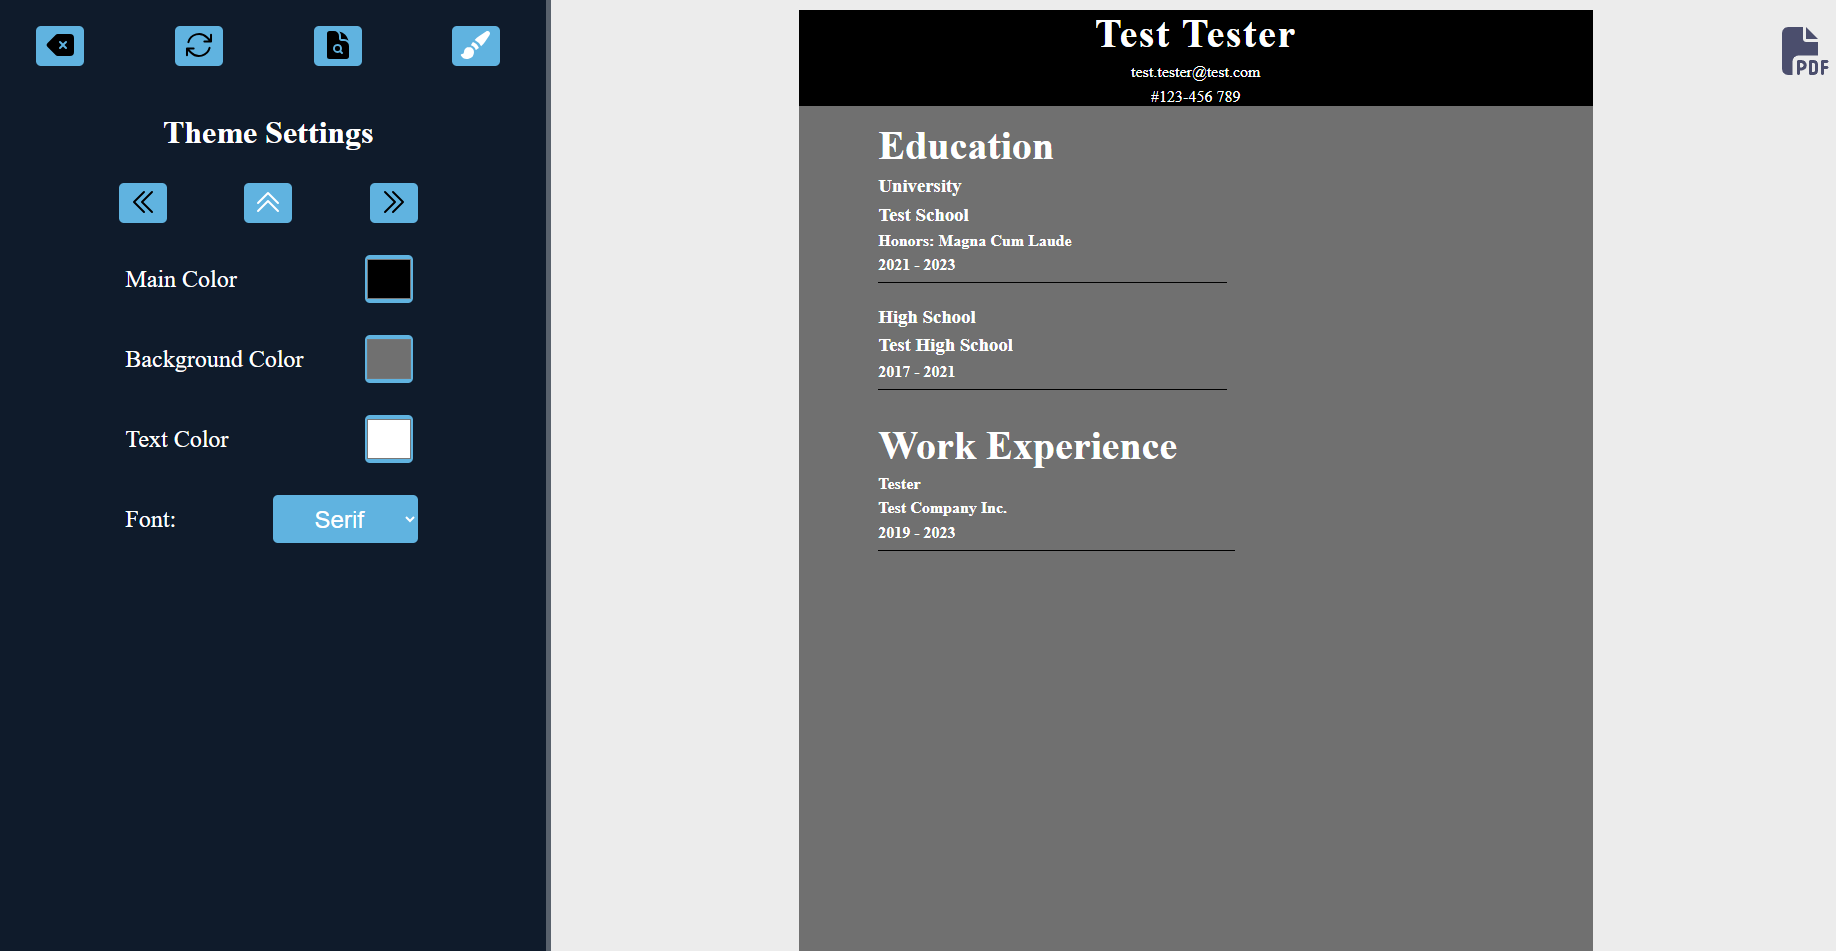 Theme Settings
Main Color
Background Color
Text Color
Font:
Serif
Test Tester
test.tester@test.com
#123-456 789
Education
University
Test School
Honors: Magna Cum Laude
2021 - 2023
High School
Test High School
2017 - 2021
Work Experience
Tester
Test Company Inc.
2019 - 2023
PDF